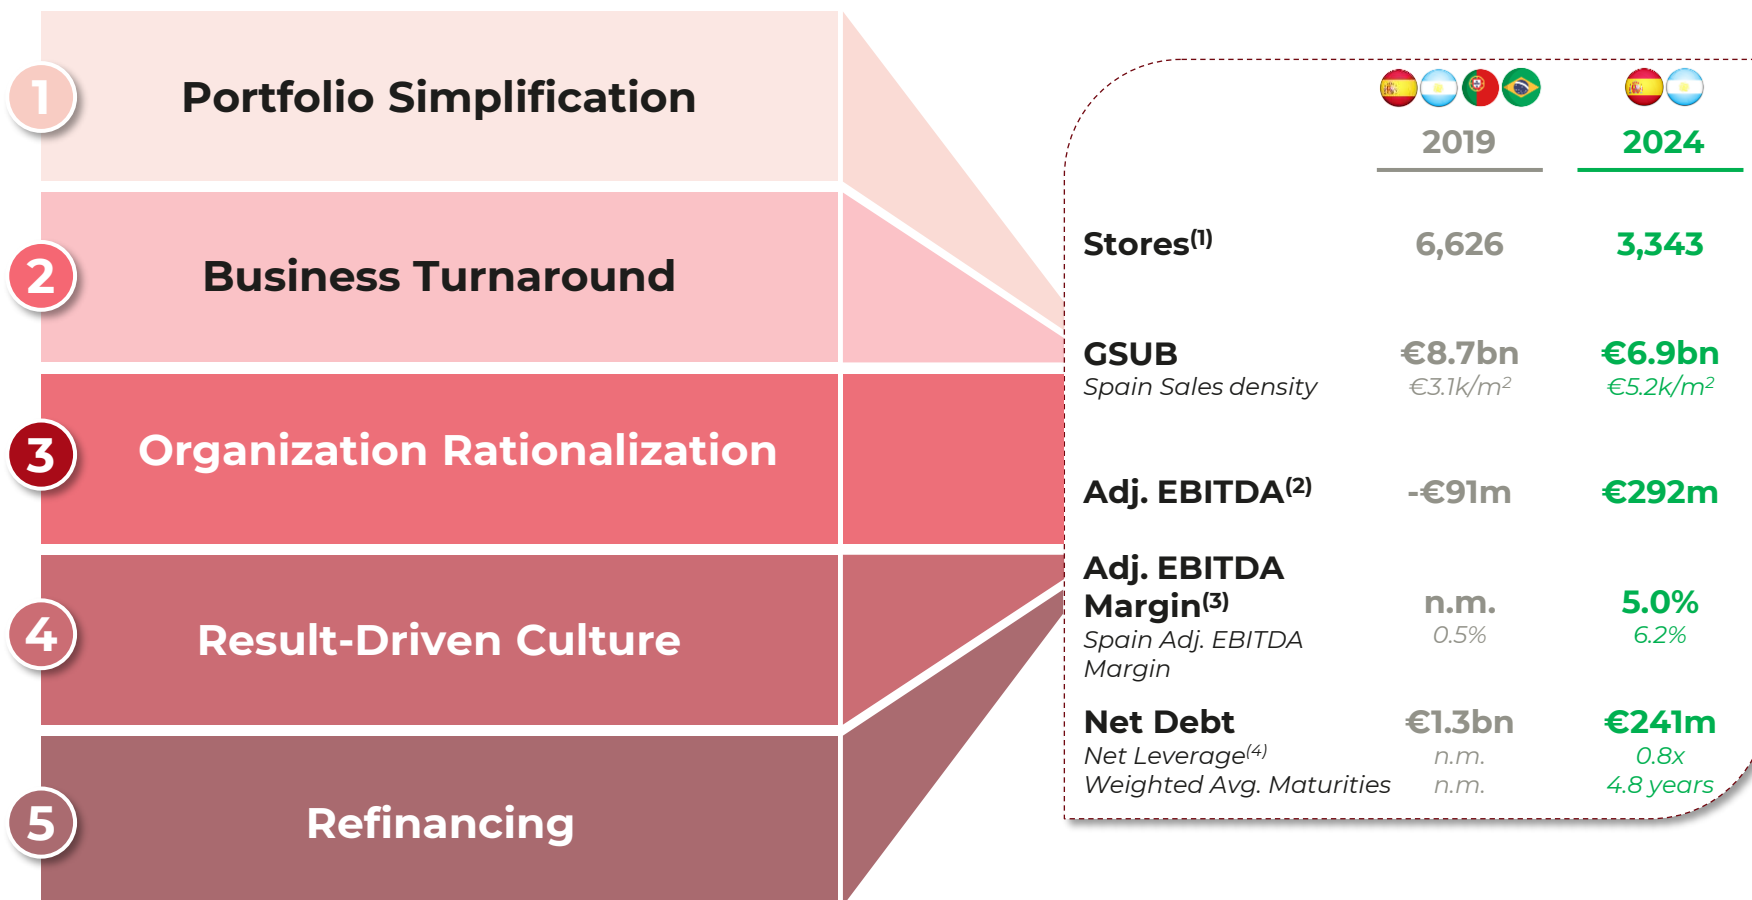 1
Portfolio Simplification
2
Business Turnaround
3
Organization Rationalization
4
Result-Driven Culture
5
Refinancing
2019 2024
Stores(1) 6,626 3,343
GSUB €8.7bn €6.9bn
Spain Sales density €3.1k/m² €5.2k/m²
Adj. EBITDA(2) -€91m €292m
Adj. EBITDA
Margin(3) n.m. 5.0%
Spain Adj. EBITDA 0.5% 6.2%
Margin
Net Debt €1.3bn €241m
Net Leverage(4) n.m. 0.8x
Weighted Avg. Maturities n.m. 4.8 years